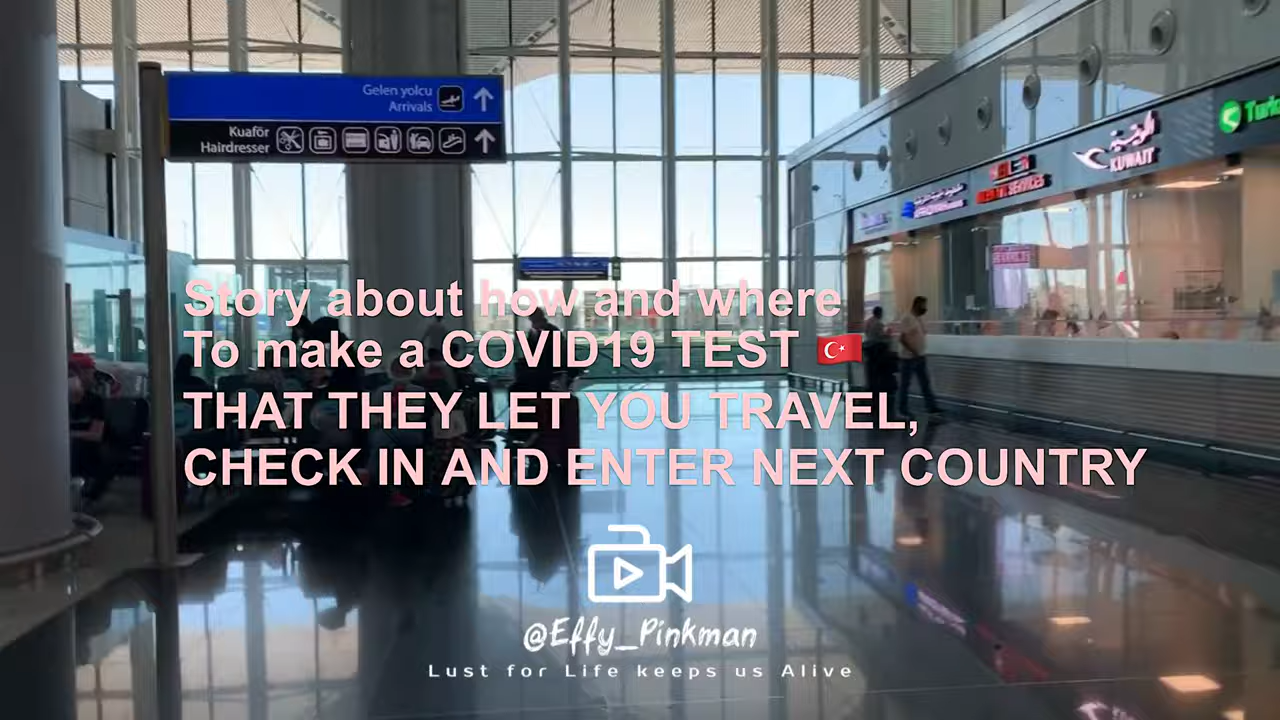 Gelen yolcu
Arrivals
Kuaför
Hairdresser
الكويتية
KUWAIT
Story about how and where
To make a COVID19 TEST 🇹🇷
THAT THEY LET YOU TRAVEL,
CHECK IN AND ENTER NEXT COUNTRY
@Effy_Pinkman
Lust for Life keeps us Alive